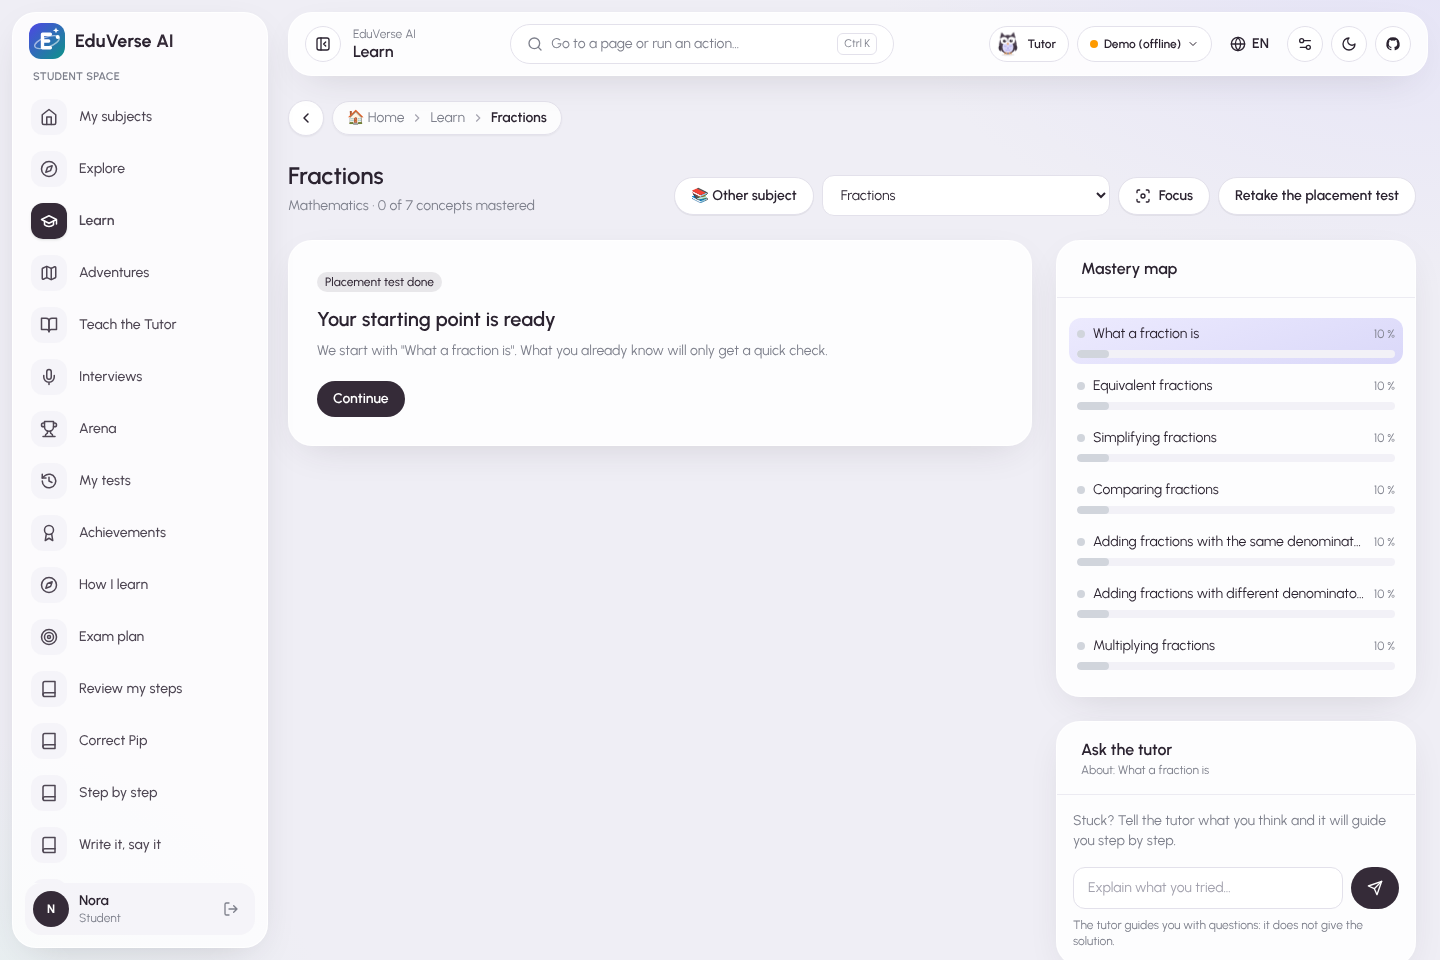 EduVerse AI
STUDENT SPACE
My subjects
Explore
Learn
Adventures
Teach the Tutor
Interviews
Arena
My tests
Achievements
How I learn
Exam plan
Review my steps
Correct Pip
Step by step
Write it, say it
N
Nora
Student
EduVerse AI
Learn
Go to a page or run an action...
Ctrl K
Tutor
Demo (offline)
EN
Home
Learn
Fractions
Fractions
Mathematics · 0 of 7 concepts mastered
Other subject
Fractions
Focus
Retake the placement test
Placement test done
Your starting point is ready
We start with "What a fraction is". What you already know will only get a quick check.
Continue
Mastery map
What a fraction is 10 %
Equivalent fractions 10 %
Simplifying fractions 10 %
Comparing fractions 10 %
Adding fractions with the same denominat... 10 %
Adding fractions with different denominato... 10 %
Multiplying fractions 10 %
Ask the tutor
About: What a fraction is
Stuck? Tell the tutor what you think and it will guide
you step by step.
Explain what you tried...
The tutor guides you with questions: it does not give the
solution.